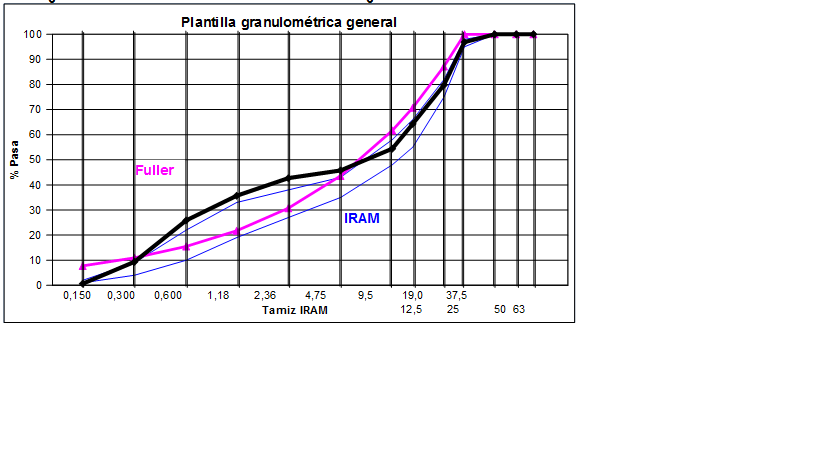 Plantilla granulométrica general
100
90
80
70
60
50
40
30
20
10
0
% Pasa
Fuller
IRAM
0,150 0,300 0,600 1,18 2,36 4,75 9,5 19,0 37,5
Tamiz IRAM 12,5 25 50 63